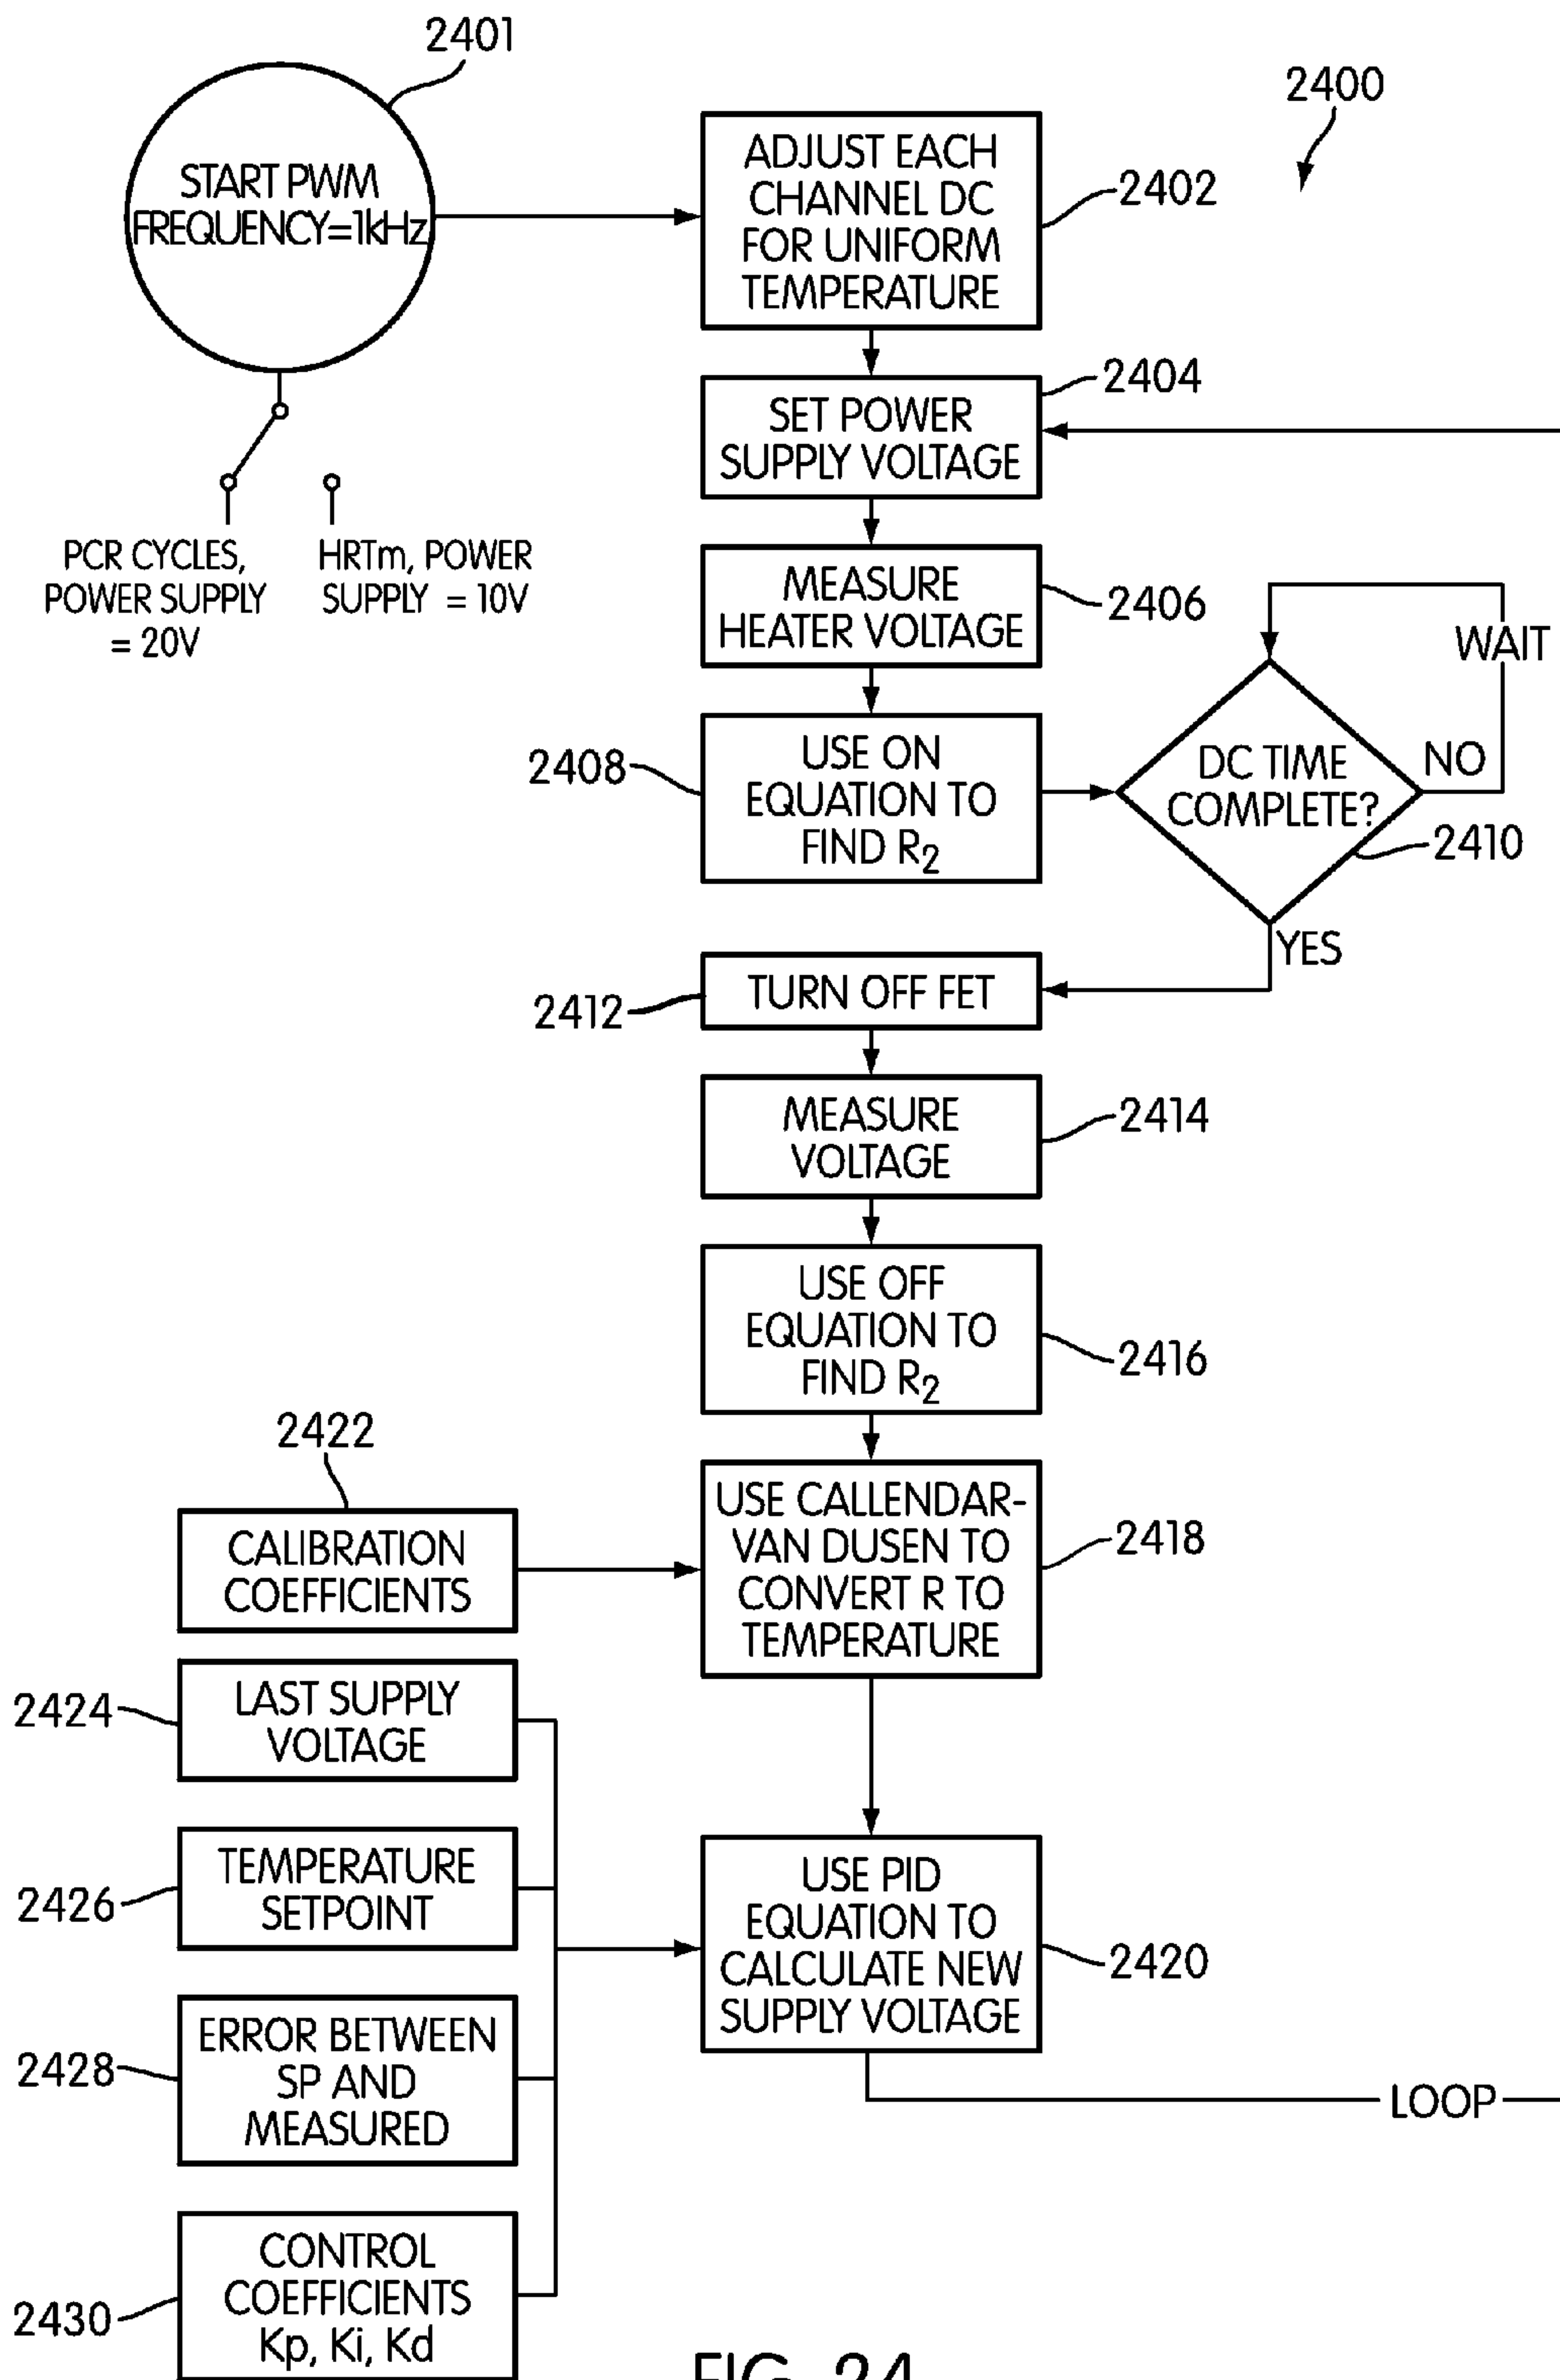 2401
START PWM
FREQUENCY=1kHz
2400
ADJUST EACH
CHANNEL DC
FOR UNIFORM
TEMPERATURE
2402
SET POWER
SUPPLY VOLTAGE
2404
PCR CYCLES,
POWER SUPPLY
= 20V
HRTm, POWER
SUPPLY = 10V
MEASURE
HEATER VOLTAGE
2406
WAIT
USE ON
EQUATION TO
FIND R2
2408
DC TIME
COMPLETE?
NO
2410
YES
TURN OFF FET
2412
MEASURE
VOLTAGE
2414
USE OFF
EQUATION TO
FIND R2
2416
2422
CALIBRATION
COEFFICIENTS
USE CALLENDAR-
VAN DUSEN TO
CONVERT R TO
TEMPERATURE
2418
LAST SUPPLY
VOLTAGE
2424
TEMPERATURE
SETPOINT
2426
USE PID
EQUATION TO
CALCULATE NEW
SUPPLY VOLTAGE
2420
ERROR BETWEEN
SP AND
MEASURED
2428
LOOP
CONTROL
COEFFICIENTS
Kp, Ki, Kd
2430
FIG. 24